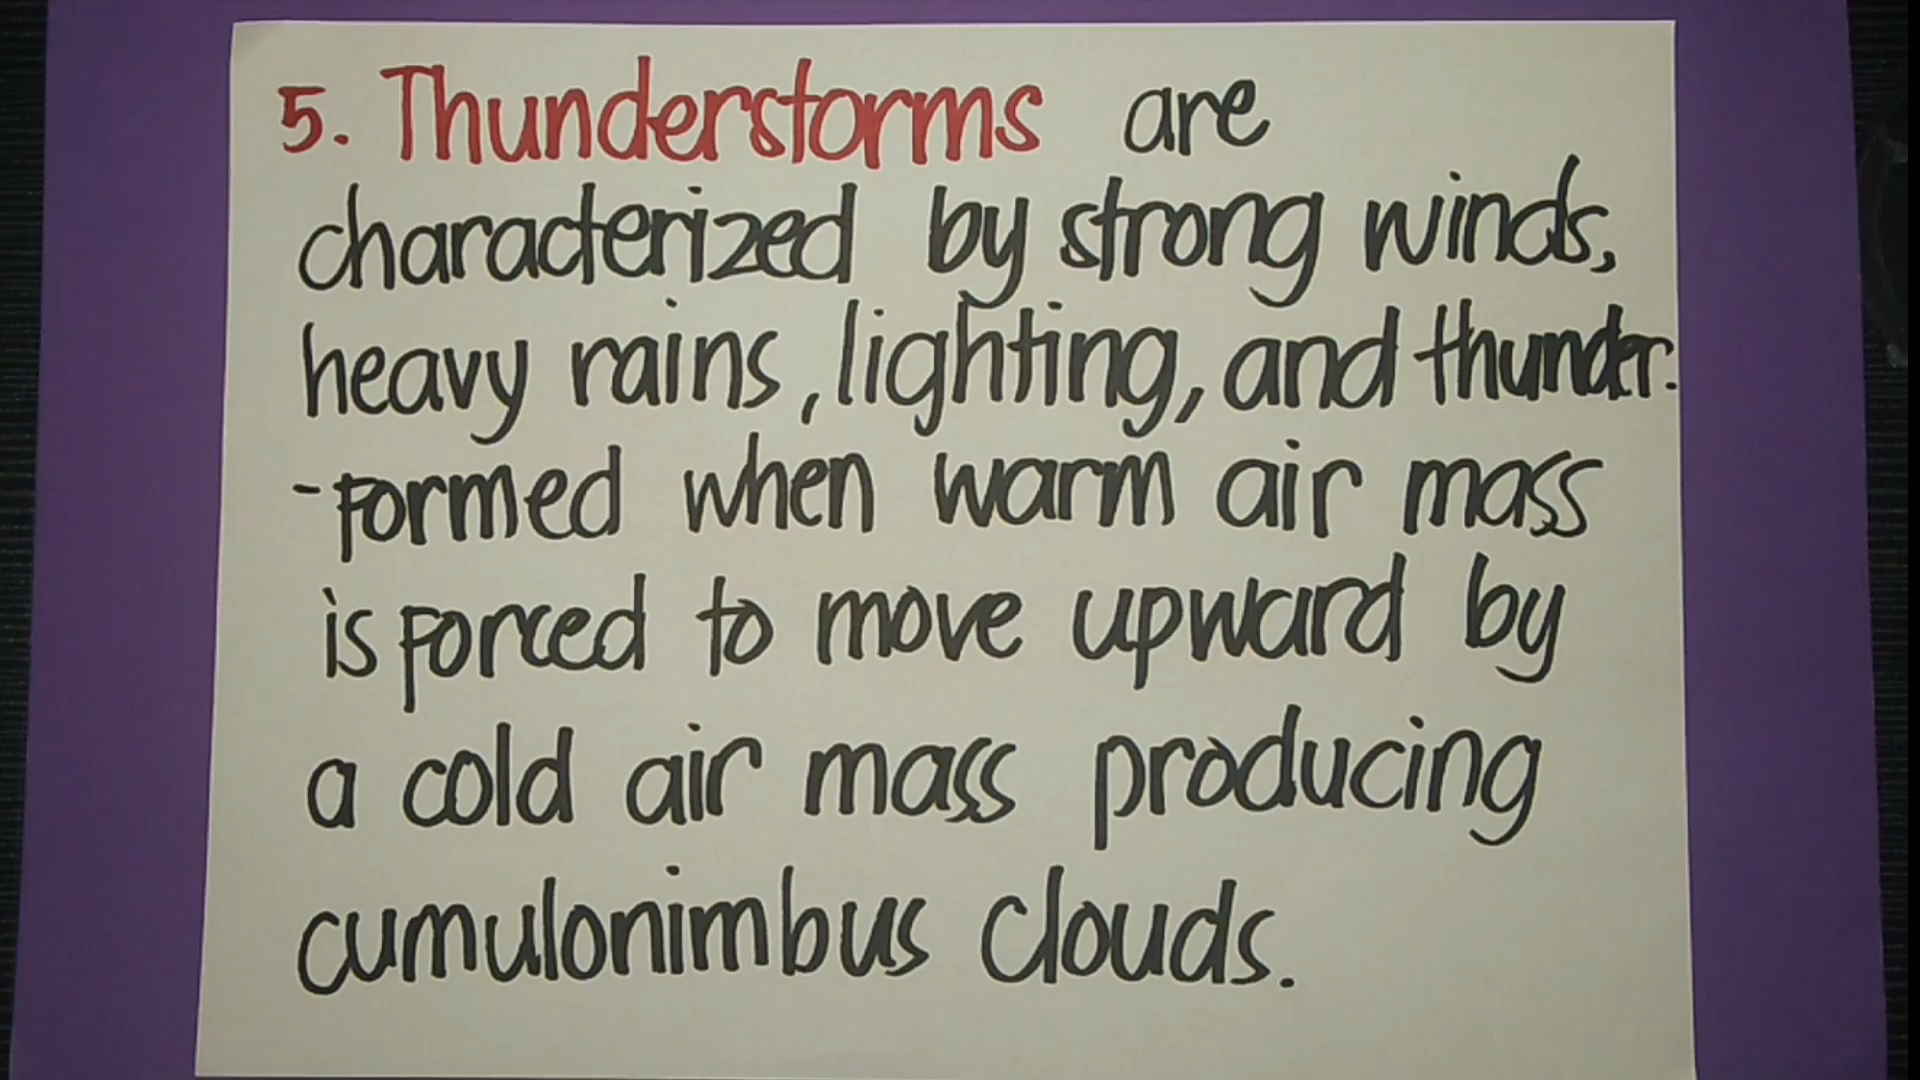 5. Thunderstorms are
characterized by strong winds,
heavy rains, lighting, and thunder.
-formed when warm air mass
is forced to move upward by
a cold air mass producing
cumulonimbus clouds.